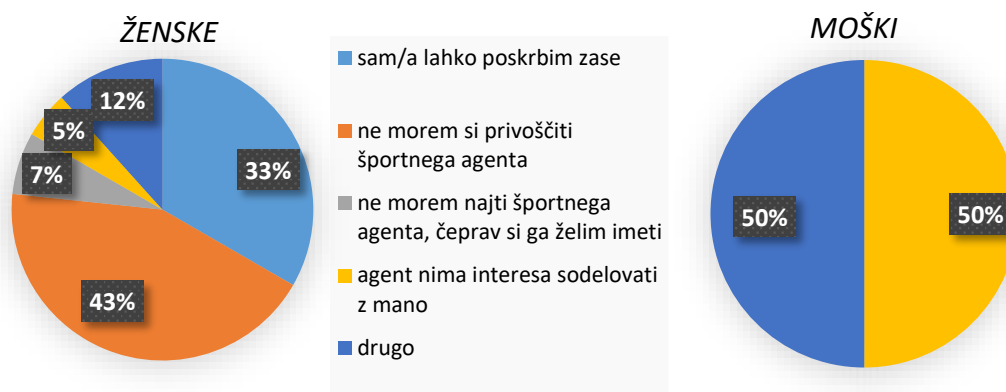 ŽENSKE
12%
5%
7%
33%
43%
sam/a lahko poskrbim zase
ne morem si privoščiti
športnega agenta
ne morem najti športnega
agenta, čeprav si ga želim imeti
agent nima interesa sodelovati
z mano
drugo
MOŠKI
50%
50%